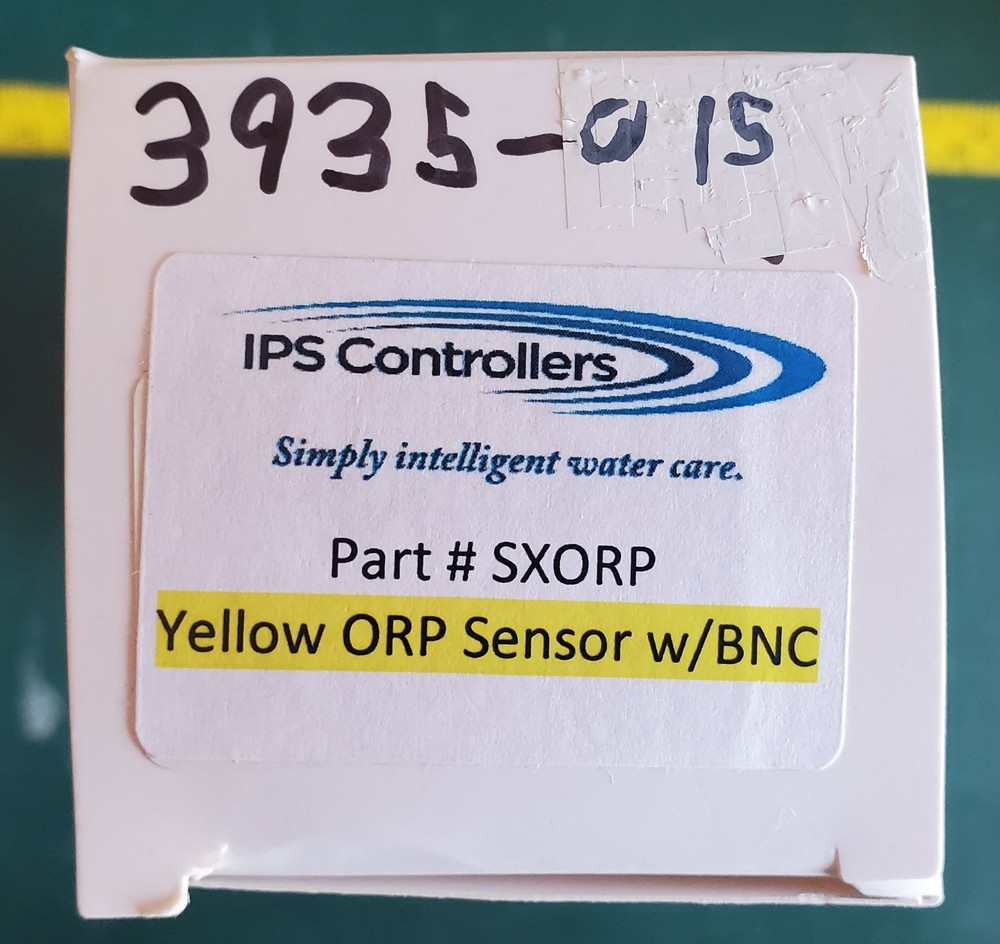 3935-015
IPS Controllers
Simply intelligent water care.
Part # SXORP
Yellow ORP Sensor w/BNC